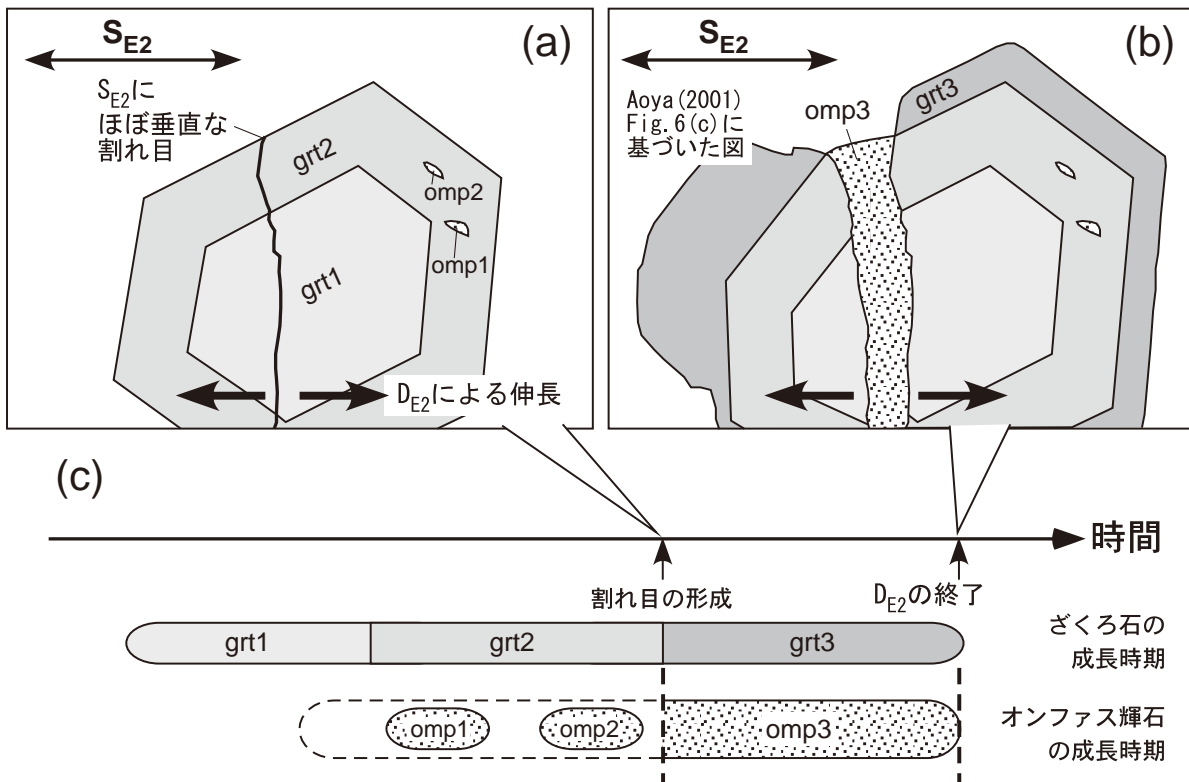 (a)
S_E2
S_E2に
ほぼ垂直な
割れ目
grt2
omp2
omp1
grt1
D_E2による伸長
(b)
S_E2
Aoya(2001)
Fig.6(c)に
基づいた図
omp3
grt3
(c)
時間
割れ目の形成
D_E2の終了
grt1
grt2
grt3
ざくろ石の
成長時期
omp1
omp2
omp3
オンファス輝石
の成長時期